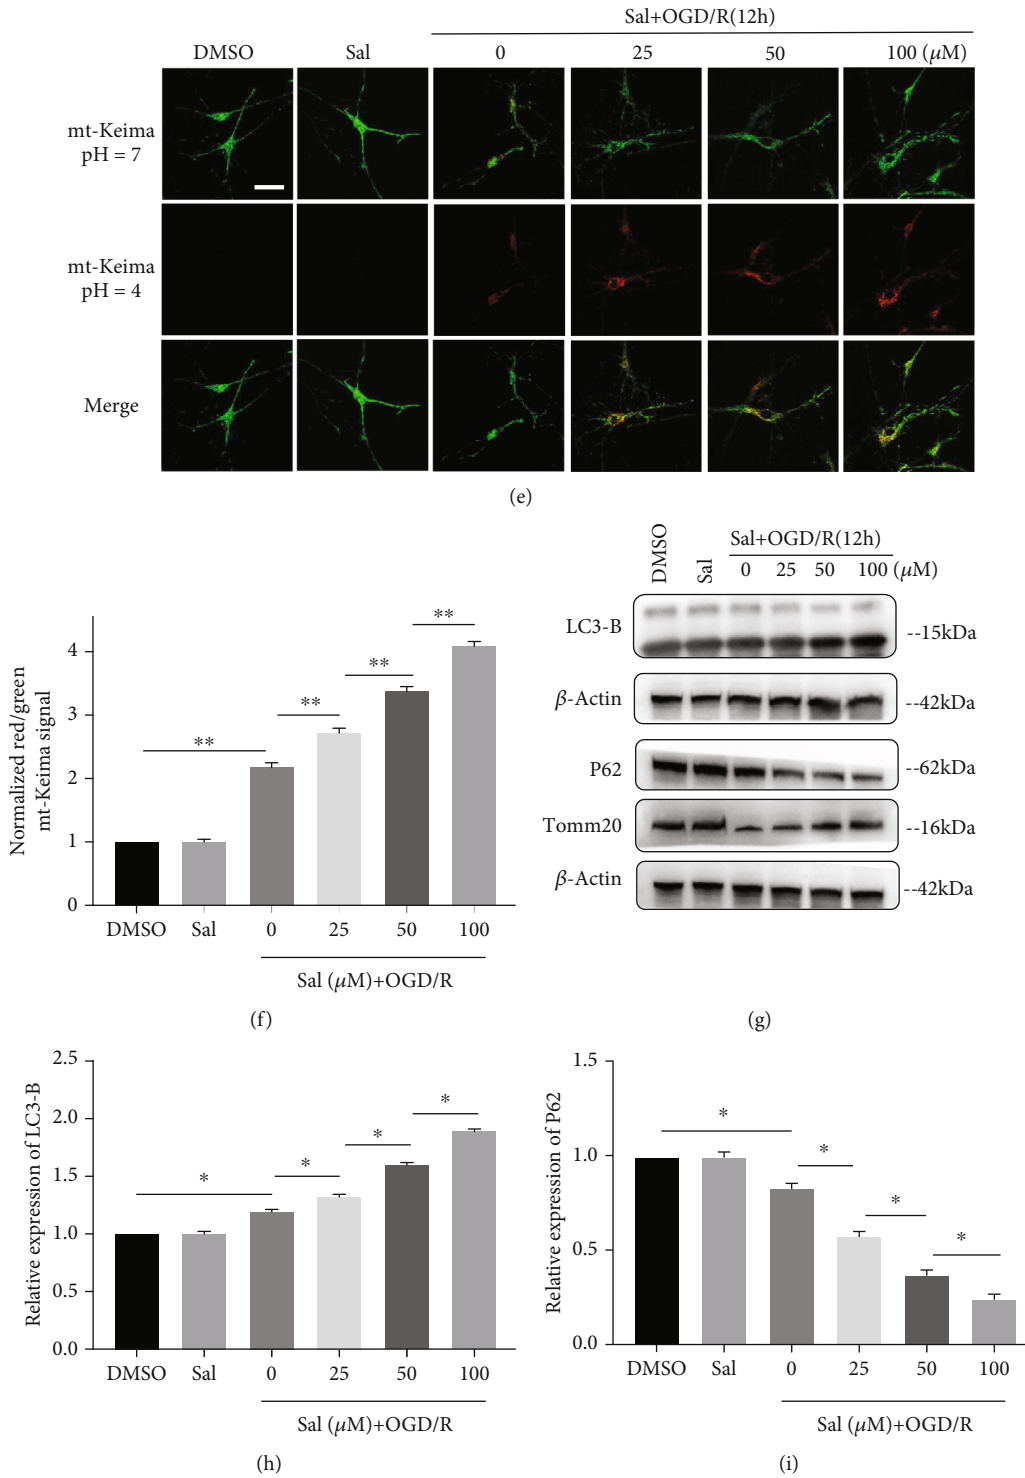 Sal+OGD/R(12h)
DMSO Sal 0 25 50 100 (μM)
mt-Keima
pH = 7
mt-Keima
pH = 4
Merge
(e)
Normalized red/green
mt-Keima signal
4
3
2
1
0
**
**
**
**
DMSO Sal 0 25 50 100
Sal (μM)+OGD/R
(f)
DMSO
Sal
Sal+OGD/R(12h)
0 25 50 100 (μM)
LC3-B --15kDa
β-Actin --42kDa
P62 --62kDa
Tomm20 --16kDa
β-Actin --42kDa
(g)
Relative expression of LC3-B
2.5
2.0
1.5
1.0
0.5
0.0
*
*
*
*
DMSO Sal 0 25 50 100
Sal (μM)+OGD/R
(h)
Relative expression of P62
1.5
1.0
0.5
0.0
*
*
*
*
DMSO Sal 0 25 50 100
Sal (μM)+OGD/R
(i)